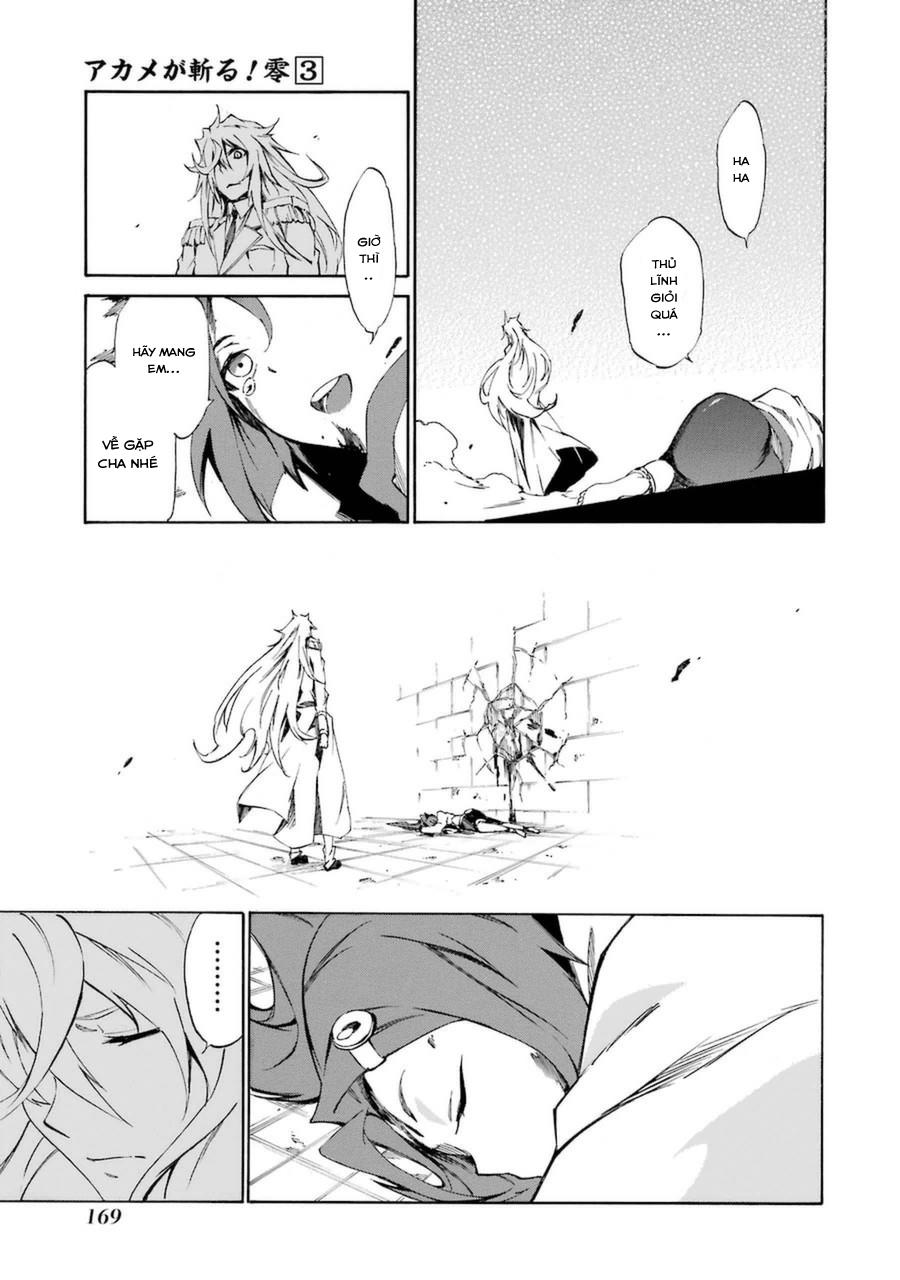 アカメが斬る!零3
HA
HA
THỦ
LĨNH
GIỎI
QUÁ
...
GIỜ
THÌ
..
HÃY MANG
EM...
VỀ GẶP
CHA NHÉ
.........
169